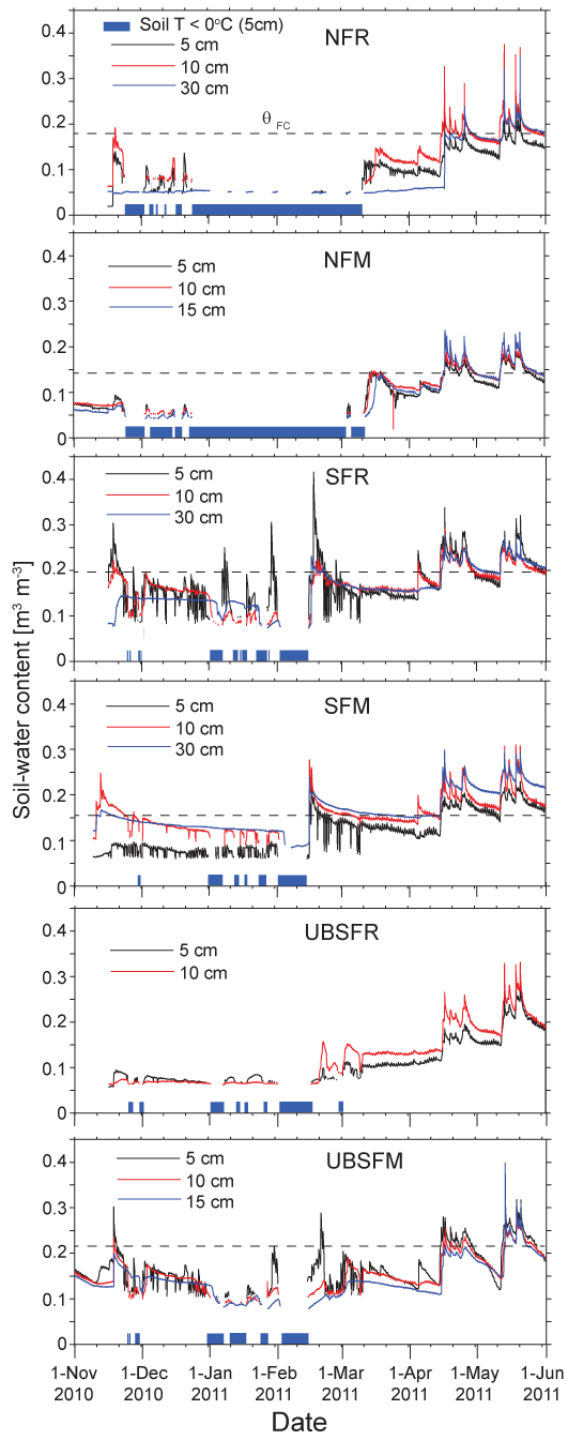 Soil T < 0°C (5cm)
NFR
5 cm
10 cm
30 cm
θ FC
0.4
0.3
0.2
0.1
0
NFM
5 cm
10 cm
15 cm
0.4
0.3
0.2
0.1
0
SFR
5 cm
10 cm
30 cm
0.4
0.3
0.2
0.1
0
SFM
5 cm
10 cm
30 cm
0.4
0.3
0.2
0.1
0
UBSFR
5 cm
10 cm
0.4
0.3
0.2
0.1
0
UBSFM
5 cm
10 cm
15 cm
0.4
0.3
0.2
0.1
0
Soil-water content [m³ m⁻³]
1-Nov 1-Dec 1-Jan 1-Feb 1-Mar 1-Apr 1-May 1-Jun
2010 2010 2011 2011 2011 2011 2011 2011
Date